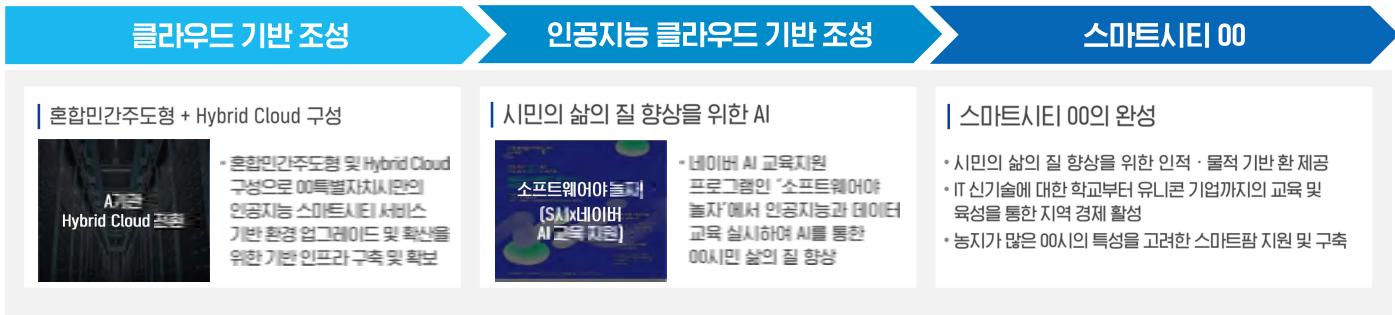 클라우드 기반 조성
인공지능 클라우드 기반 조성
스마트시티 00
혼합민간주도형 + Hybrid Cloud 구성
A기관
Hybrid Cloud 전환
• 혼합민간주도형 및 Hybrid Cloud
구성으로 00특별자치시만의
인공지능 스마트시티 서비스
기반 환경 업그레이드 및 확산을
위한 기반 인프라 구축 및 확보
시민의 삶의 질 향상을 위한 AI
소프트웨어야 놀자
(S시x네이버
AI 교육 지원)
• 네이버 AI 교육지원
프로그램인 "소프트웨어야
놀자"에서 인공지능과 데이터
교육 실시하여 AI를 통한
00시민 삶의 질 향상
스마트시티 00의 완성
• 시민의 삶의 질 향상을 위한 인적 · 물적 기반 환 제공
• IT 신기술에 대한 학교부터 유니콘 기업까지의 교육 및
육성을 통한 지역 경제 활성
• 농지가 많은 00시의 특성을 고려한 스마트팜 지원 및 구축